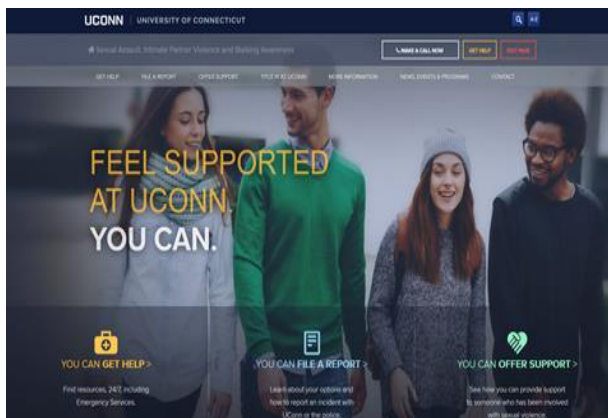 UCONN | UNIVERSITY OF CONNECTICUT
A-Z
Sexual Assault, Intimate Partner Violence and Stalking Awareness
MAKE A CALL NOW
GET HELP
EXIT NOW
GET HELP
FILE A REPORT
OFFER SUPPORT
TITLE IX AT UCONN
MORE INFORMATION
NEWS, EVENTS & PROGRAMS
CONTACT
FEEL SUPPORTED
AT UCONN.
YOU CAN.
YOU CAN GET HELP >
Find resources, 24/7, including
Emergency Services.
YOU CAN FILE A REPORT >
Learn about your options and
how to report an incident with
UConn or the police.
YOU CAN OFFER SUPPORT >
See how you can provide support
to someone who has been involved
with sexual violence.